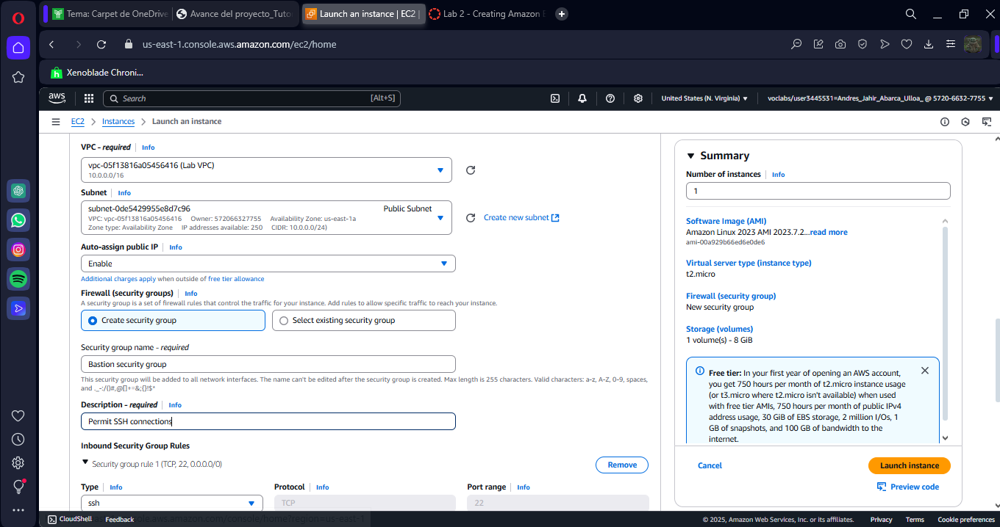 Tema: Carpet de OneDrive
Avance del proyecto_Tuto
Launch an instance | EC2 |
Lab 2 - Creating Amazon E
us-east-1.console.aws.amazon.com/ec2/home
Xenoblade Chroni...
aws
Search
[Alt+S]
United States (N. Virginia)
voclabs/user3445531=Andres_Jahir_Abarca_Ulloa_ @ 5720-6632-7755
EC2
Instances
Launch an instance
VPC - required
Info
vpc-05f13816a05456416 (Lab VPC)
10.0.0.0/16
Subnet
Info
subnet-0de5429955e8d7c96
Public Subnet
VPC: vpc-05f13816a05456416 Owner: 572066327755 Availability Zone: us-east-1a
Zone type: Availability Zone IP addresses available: 250 CIDR: 10.0.0.0/24)
Create new subnet
Auto-assign public IP
Info
Enable
Additional charges apply when outside of free tier allowance
Firewall (security groups)
Info
A security group is a set of firewall rules that control the traffic for your instance. Add rules to allow specific traffic to reach your instance.
Create security group
Select existing security group
Security group name - required
Bastion security group
This security group will be added to all network interfaces. The name can't be edited after the security group is created. Max length is 255 characters. Valid characters: a-z, A-Z, 0-9, spaces,
and ._-:/()#,@[]+=&;{}!$*
Description - required
Info
Permit SSH connections
Inbound Security Group Rules
Security group rule 1 (TCP, 22, 0.0.0.0/0)
Remove
Type
Info
Protocol
Info
Port range
Info
ssh
TCP
22
Summary
Number of instances
Info
1
Software Image (AMI)
Amazon Linux 2023 AMI 2023.7.2...read more
ami-00a929b66ed6e0de6
Virtual server type (instance type)
t2.micro
Firewall (security group)
New security group
Storage (volumes)
1 volume(s) - 8 GiB
Free tier: In your first year of opening an AWS account,
you get 750 hours per month of t2.micro instance usage
(or t3.micro where t2.micro isn't available) when used
with free tier AMIs, 750 hours per month of public IPv4
address usage, 30 GiB of EBS storage, 2 million I/Os, 1
GB of snapshots, and 100 GB of bandwidth to the
internet.
Cancel
Launch instance
Preview code
CloudShell
Feedback
console.aws.amazon.com/console/home?region=us-east-1
© 2025, Amazon Web Services, Inc. or its affiliates.
Privacy
Terms
Cookie preferences